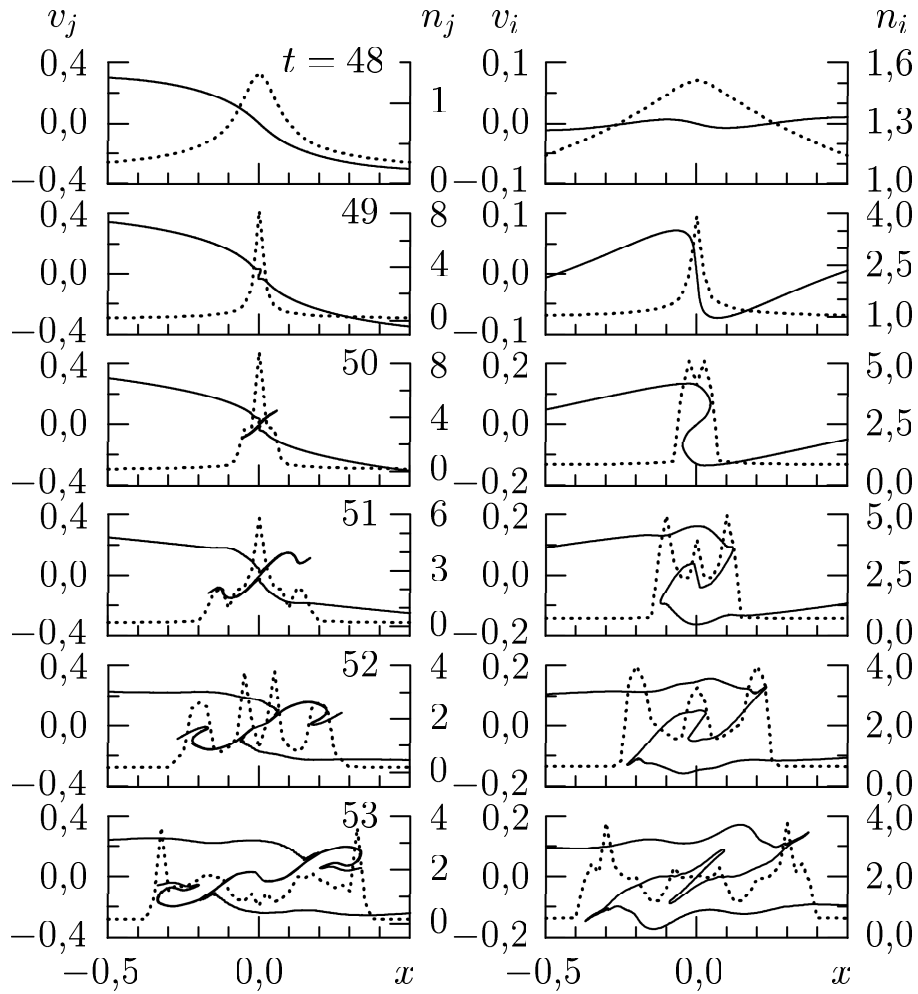 v_j n_j v_i n_i
0,4 t = 48 0,1 1,6
0,0 1 0,0 1,3
−0,4 0 −0,1 1,0
0,4 49 8 0,1 4,0
0,0 4 0,0 2,5
−0,4 0 −0,1 1,0
0,4 50 8 0,2 5,0
0,0 4 0,0 2,5
−0,4 0 −0,2 0,0
0,4 51 6 0,2 5,0
0,0 3 0,0 2,5
−0,4 0 −0,2 0,0
0,4 52 4 0,2 4,0
0,0 2 0,0 2,0
−0,4 0 −0,2 0,0
0,4 53 4 0,2 4,0
0,0 2 0,0 2,0
−0,4 0 −0,2 0,0
−0,5 0,0 x −0,5 0,0 x